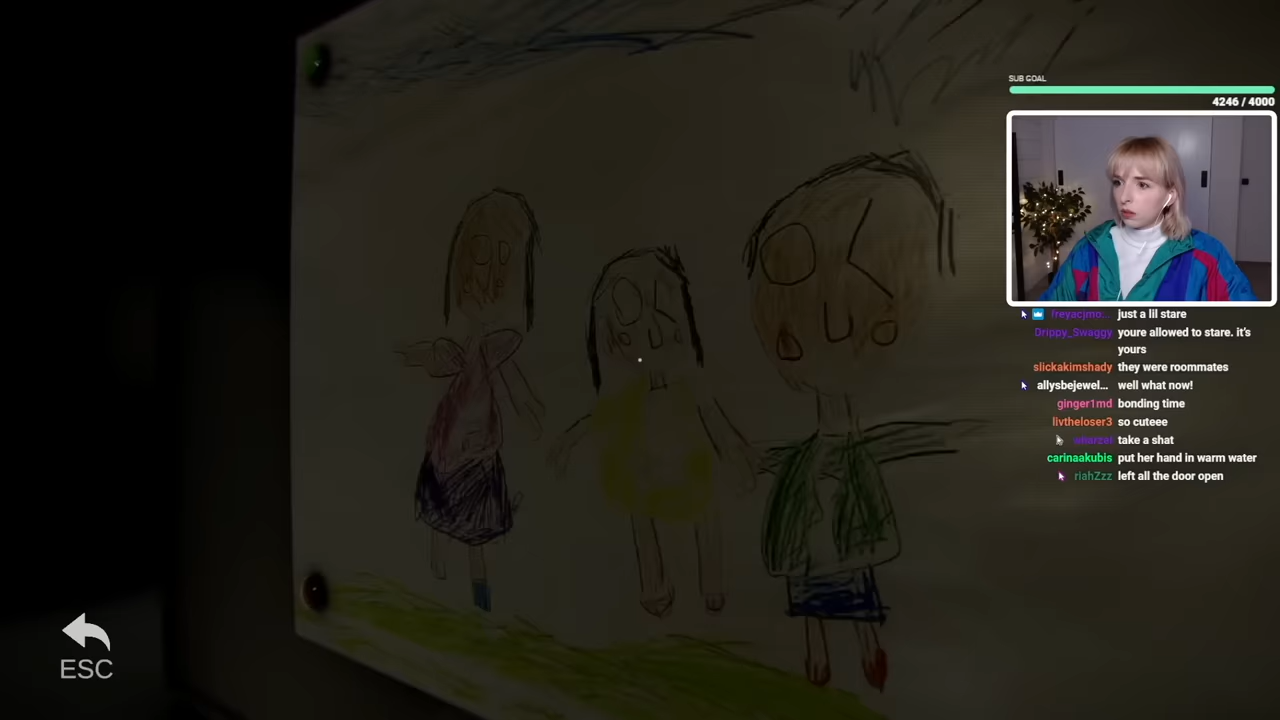 SUB GOAL
4246 / 4000
freyacjmo... just a lil stare
Drippy_Swaggy youre allowed to stare. it's
yours
slickakimshady they were roommates
allysbejewel... well what now!
ginger1md bonding time
livtheloser3 so cuteee
take a shat
carinaakubis put her hand in warm water
riahZzz left all the door open
ESC